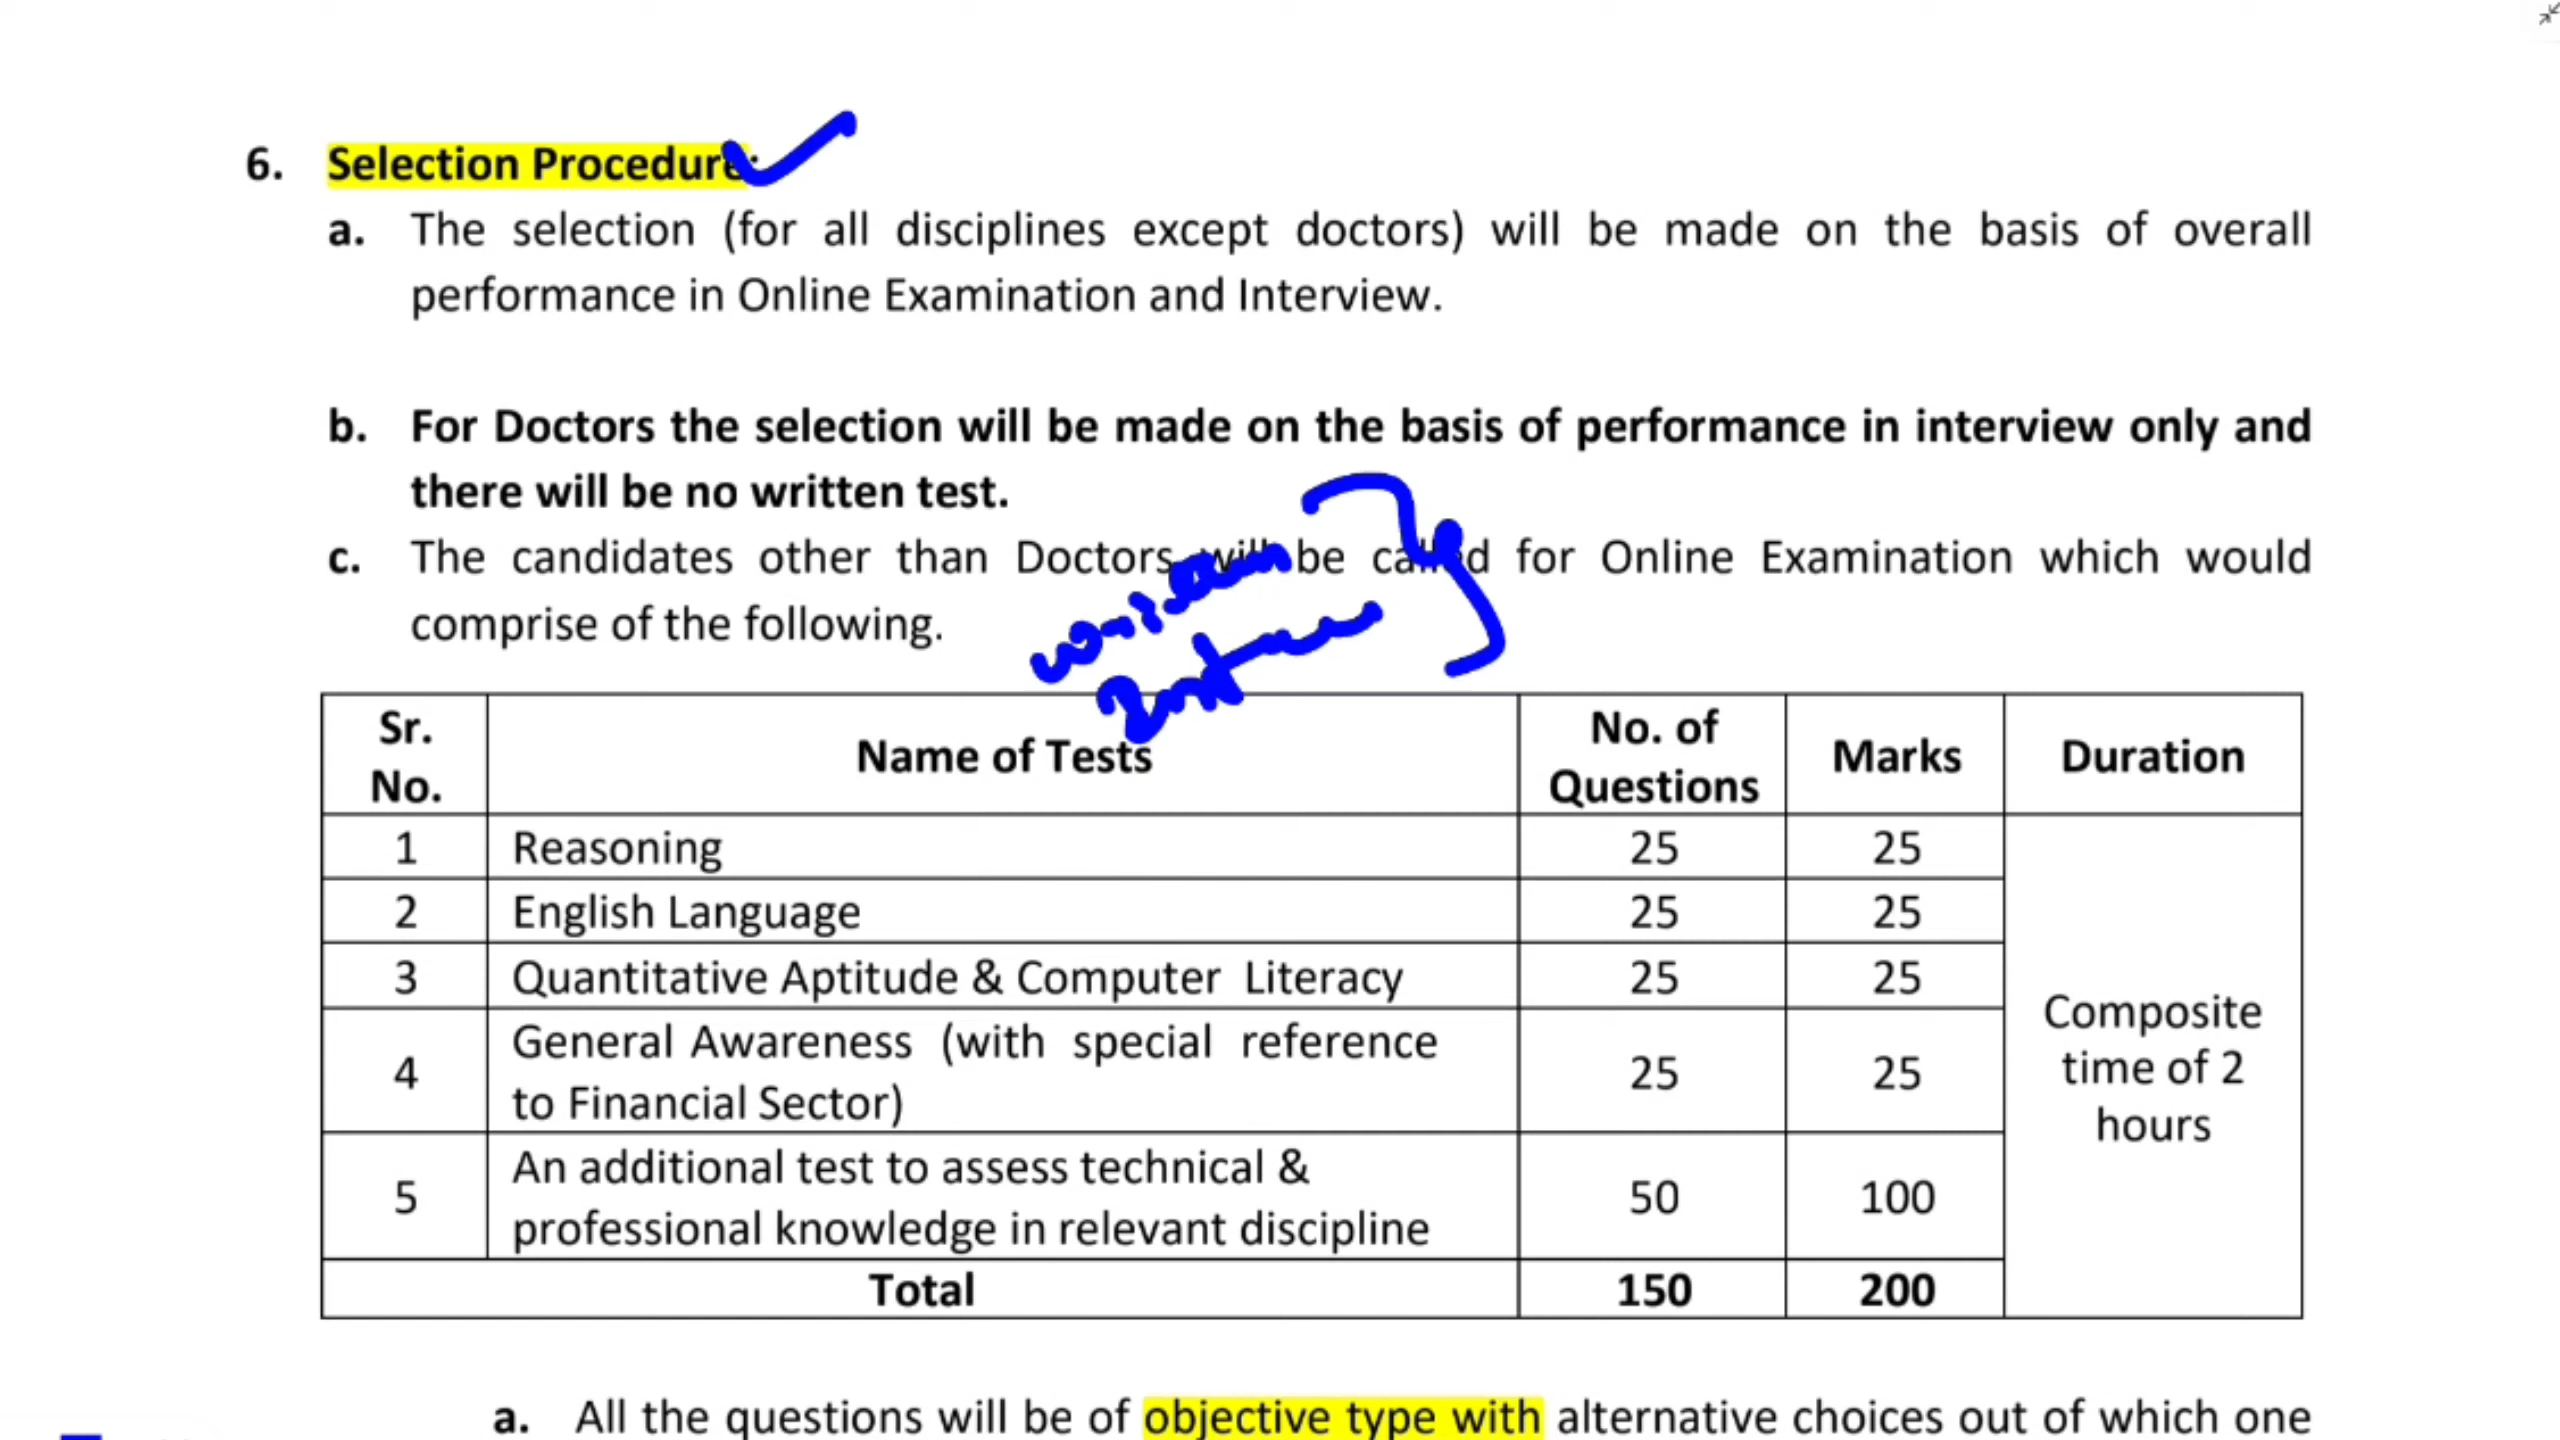 6. Selection Procedure:
a. The selection (for all disciplines except doctors) will be made on the basis of overall
performance in Online Examination and Interview.
b. For Doctors the selection will be made on the basis of performance in interview only and
there will be no written test.
c. The candidates other than Doctors will be called for Online Examination which would
comprise of the following.
Sr. No. Name of Tests No. of Questions Marks Duration
1 Reasoning 25 25
2 English Language 25 25
3 Quantitative Aptitude & Computer Literacy 25 25
4 General Awareness (with special reference
to Financial Sector) 25 25
Composite
time of 2
hours
5 An additional test to assess technical &
professional knowledge in relevant discipline 50 100
Total 150 200
a. All the questions will be of objective type with alternative choices out of which one